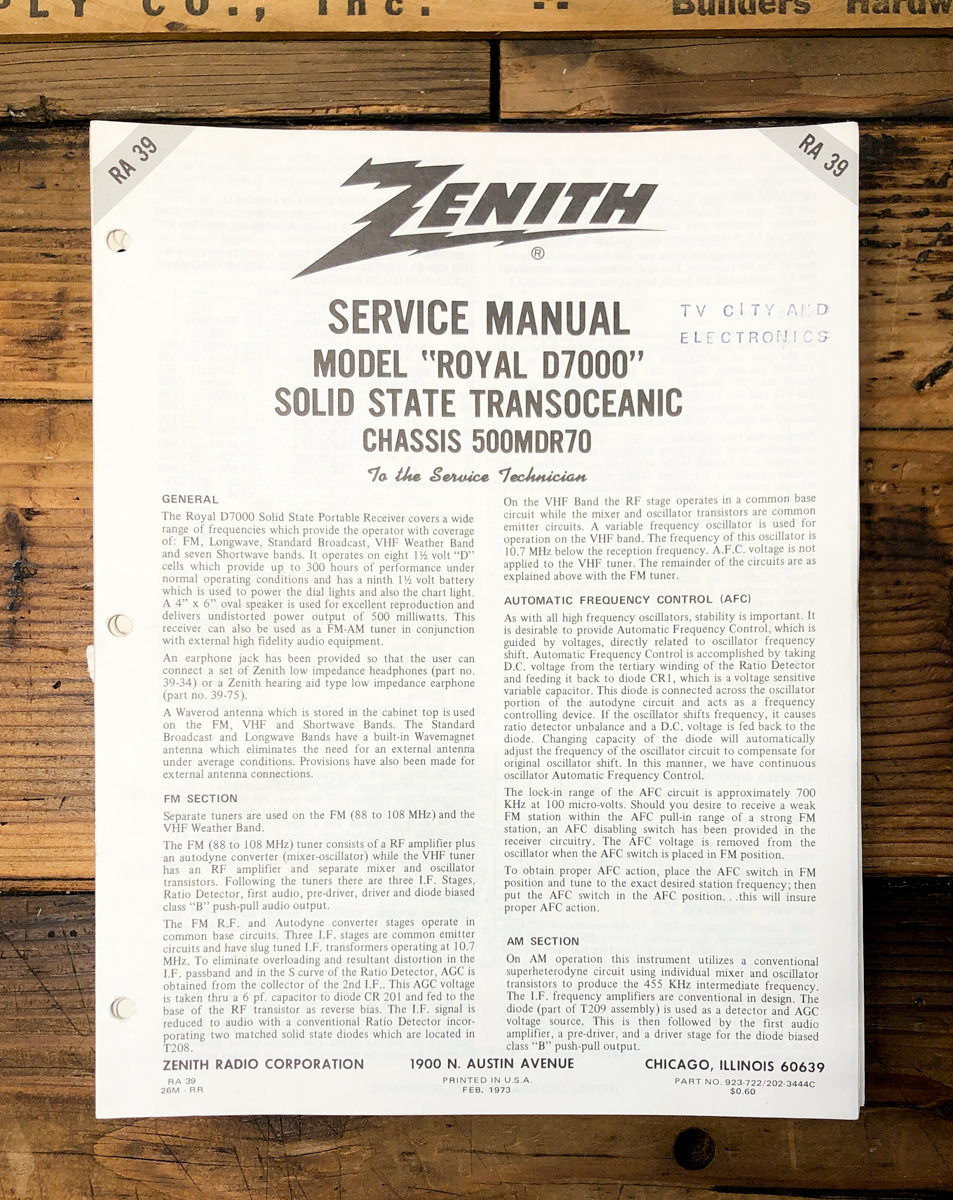 PLY CO., Inc. -- Builders Hardw
RA 39
RA 39
ZENITH
®
SERVICE MANUAL
MODEL "ROYAL D7000"
SOLID STATE TRANSOCEANIC
CHASSIS 500MDR70
TV CITY AND
ELECTRONICS
To the Service Technician
GENERAL
The Royal D7000 Solid State Portable Receiver covers a wide
range of frequencies which provide the operator with coverage
of: FM, Longwave, Standard Broadcast, VHF Weather Band
and seven Shortwave bands. It operates on eight 1½ volt "D"
cells which provide up to 300 hours of performance under
normal operating conditions and has a ninth 1½ volt battery
which is used to power the dial lights and also the chart light.
A 4" x 6" oval speaker is used for excellent reproduction and
delivers undistorted power output of 500 milliwatts. This
receiver can also be used as a FM-AM tuner in conjunction
with external high fidelity audio equipment.
An earphone jack has been provided so that the user can
connect a set of Zenith low impedance headphones (part no.
39-34) or a Zenith hearing aid type low impedance earphone
(part no. 39-75).
A Waverod antenna which is stored in the cabinet top is used
on the FM, VHF and Shortwave Bands. The Standard
Broadcast and Longwave Bands have a built-in Wavemagnet
antenna which eliminates the need for an external antenna
under average conditions. Provisions have also been made for
external antenna connections.
FM SECTION
Separate tuners are used on the FM (88 to 108 MHz) and the
VHF Weather Band.
The FM (88 to 108 MHz) tuner consists of a RF amplifier plus
an autodyne converter (mixer-oscillator) while the VHF tuner
has an RF amplifier and separate mixer and oscillator
transistors. Following the tuners there are three I.F. Stages,
Ratio Detector, first audio, pre-driver, driver and diode biased
class "B" push-pull audio output.
The FM R.F. and Autodyne converter stages operate in
common base circuits. Three I.F. stages are common emitter
circuits and have slug tuned I.F. transformers operating at 10.7
MHz. To eliminate overloading and resultant distortion in the
I.F. passband and in the S curve of the Ratio Detector, AGC is
obtained from the collector of the 2nd I.F.. This AGC voltage
is taken thru a 6 pf. capacitor to diode CR 201 and fed to the
base of the RF transistor as reverse bias. The I.F. signal is
reduced to audio with a conventional Ratio Detector incor-
porating two matched solid state diodes which are located in
T208.
On the VHF Band the RF stage operates in a common base
circuit while the mixer and oscillator transistors are common
emitter circuits. A variable frequency oscillator is used for
operation on the VHF band. The frequency of this oscillator is
10.7 MHz below the reception frequency. A.F.C. voltage is not
applied to the VHF tuner. The remainder of the circuits are as
explained above with the FM tuner.
AUTOMATIC FREQUENCY CONTROL (AFC)
As with all high frequency oscillators, stability is important. It
is desirable to provide Automatic Frequency Control, which is
guided by voltages, directly related to oscillator frequency
shift. Automatic Frequency Control is accomplished by taking
D.C. voltage from the tertiary winding of the Ratio Detector
and feeding it back to diode CR1, which is a voltage sensitive
variable capacitor. This diode is connected across the oscillator
portion of the autodyne circuit and acts as a frequency
controlling device. If the oscillator shifts frequency, it causes
ratio detector unbalance and a D.C. voltage is fed back to the
diode. Changing capacity of the diode will automatically
adjust the frequency of the oscillator circuit to compensate for
original oscillator shift. In this manner, we have continuous
oscillator Automatic Frequency Control.
The lock-in range of the AFC circuit is approximately 700
KHz at 100 micro-volts. Should you desire to receive a weak
FM station within the AFC pull-in range of a strong FM
station, an AFC disabling switch has been provided in the
receiver circuitry. The AFC voltage is removed from the
oscillator when the AFC switch is placed in FM position.
To obtain proper AFC action, place the AFC switch in FM
position and tune to the exact desired station frequency; then
put the AFC switch in the AFC position. . .this will insure
proper AFC action.
AM SECTION
On AM operation this instrument utilizes a conventional
superheterodyne circuit using individual mixer and oscillator
transistors to produce the 455 KHz intermediate frequency.
The I.F. frequency amplifiers are conventional in design. The
diode (part of T209 assembly) is used as a detector and AGC
voltage source. This is then followed by the first audio
amplifier, a pre-driver, and a driver stage for the diode biased
class "B" push-pull output.
ZENITH RADIO CORPORATION 1900 N. AUSTIN AVENUE CHICAGO, ILLINOIS 60639
RA 39
26M - RR
PRINTED IN U.S.A.
FEB. 1973
PART NO. 923-722/202-3444C
$0.60